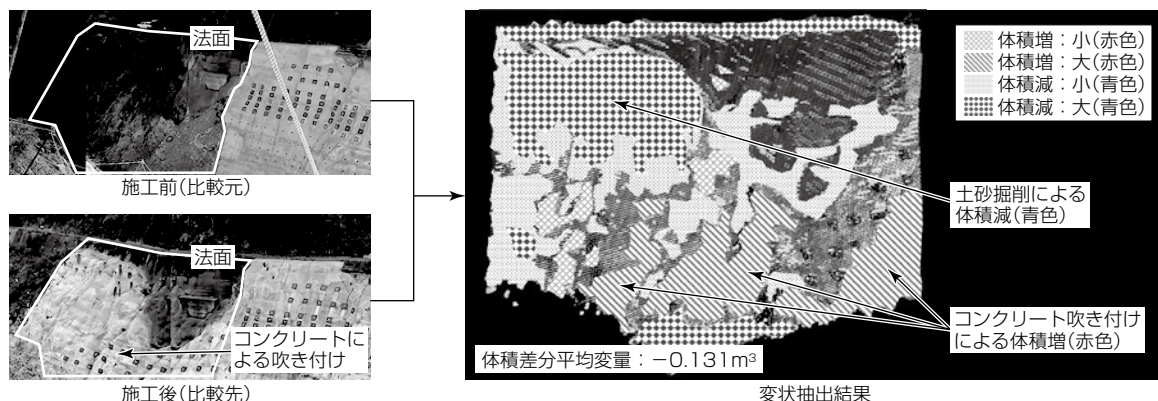 法面
施工前(比較元)
法面
コンクリートに
よる吹き付け
施工後(比較先)
体積増：小(赤色)
体積増：大(赤色)
体積減：小(青色)
体積減：大(青色)
土砂掘削による
体積減(青色)
コンクリート吹き付け
による体積増(赤色)
体積差分平均変量：−0.131m³
変状抽出結果